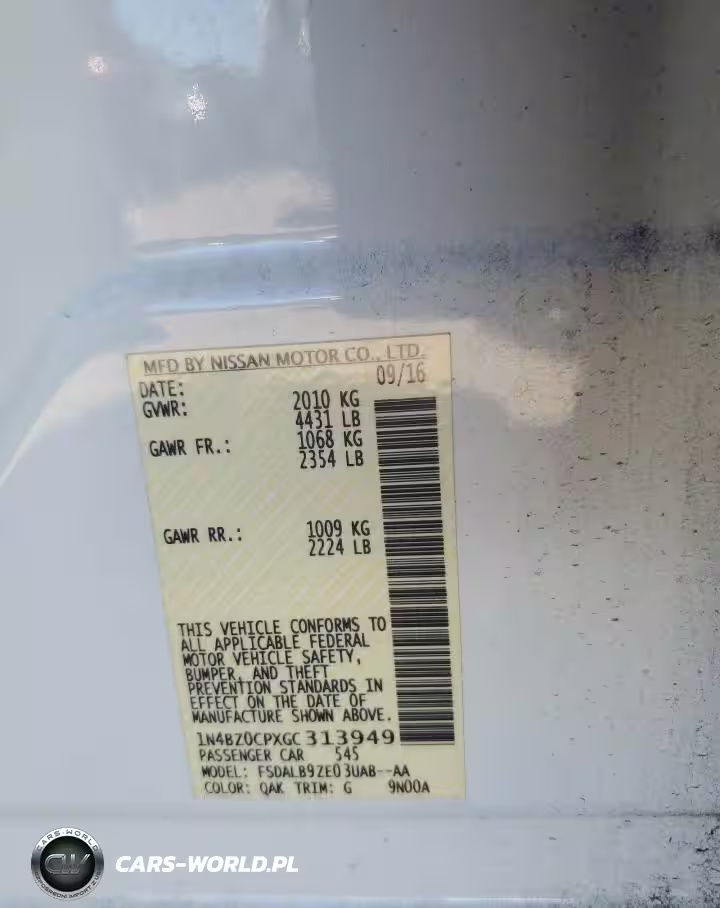 MFD BY NISSAN MOTOR CO., LTD.
DATE: 09/16
GVWR: 2010 KG
4431 LB
GAWR FR.: 1068 KG
2354 LB
GAWR RR.: 1009 KG
2224 LB
THIS VEHICLE CONFORMS TO
ALL APPLICABLE FEDERAL
MOTOR VEHICLE SAFETY,
BUMPER, AND THEFT
PREVENTION STANDARDS IN
EFFECT ON THE DATE OF
MANUFACTURE SHOWN ABOVE.
1N4BZ0CPXGC313949
PASSENGER CAR 545
MODEL: FSDALB9ZE03UAB--AA
COLOR: QAK TRIM: G 9N00A
CARS-WORLD
CW
CARS-WORLD.PL